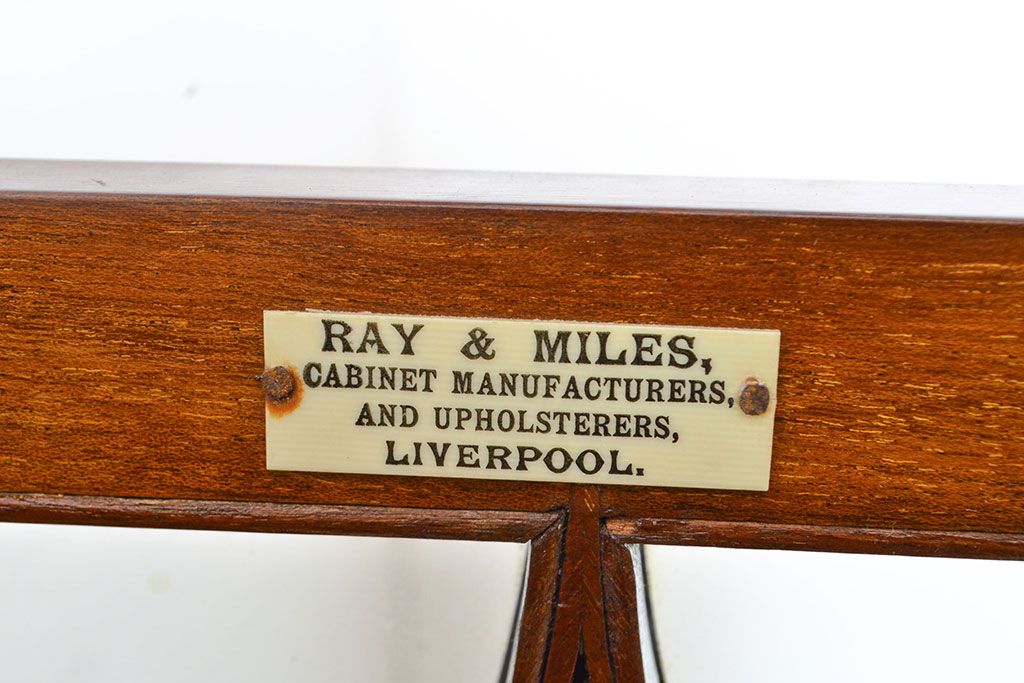 RAY & MILES,
CABINET MANUFACTURERS,
AND UPHOLSTERERS,
LIVERPOOL.